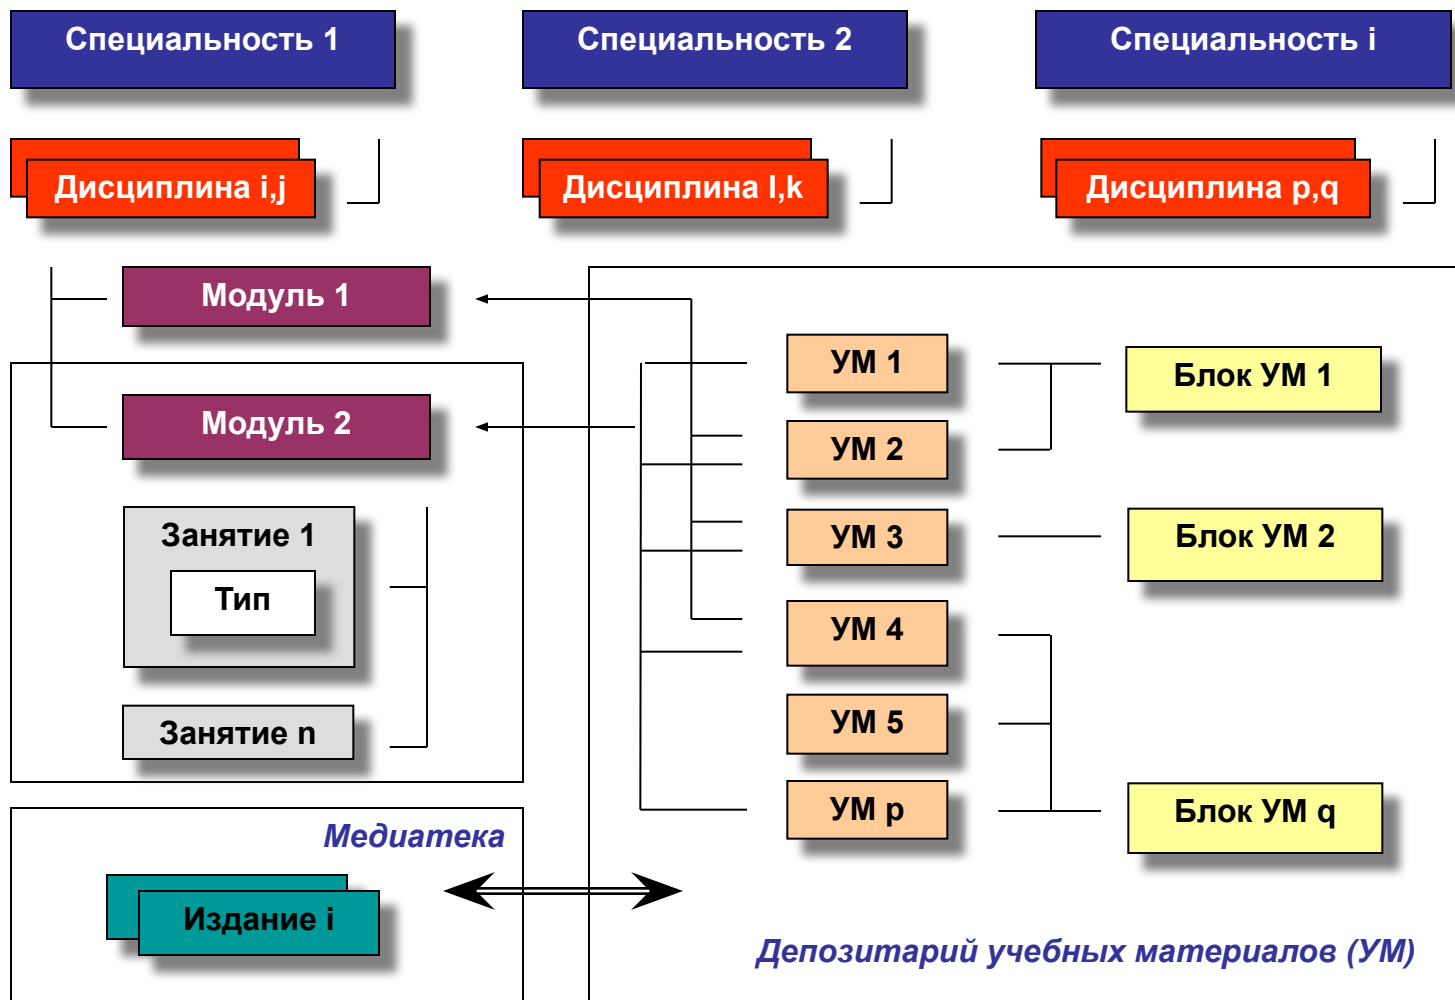 Специальность 1
Специальность 2
Специальность i
Дисциплина i,j
Дисциплина l,k
Дисциплина p,q
Модуль 1
Модуль 2
Занятие 1
Тип
Занятие n
УМ 1
УМ 2
УМ 3
УМ 4
УМ 5
УМ p
Блок УМ 1
Блок УМ 2
Блок УМ q
Медиатека
Издание i
Депозитарий учебных материалов (УМ)